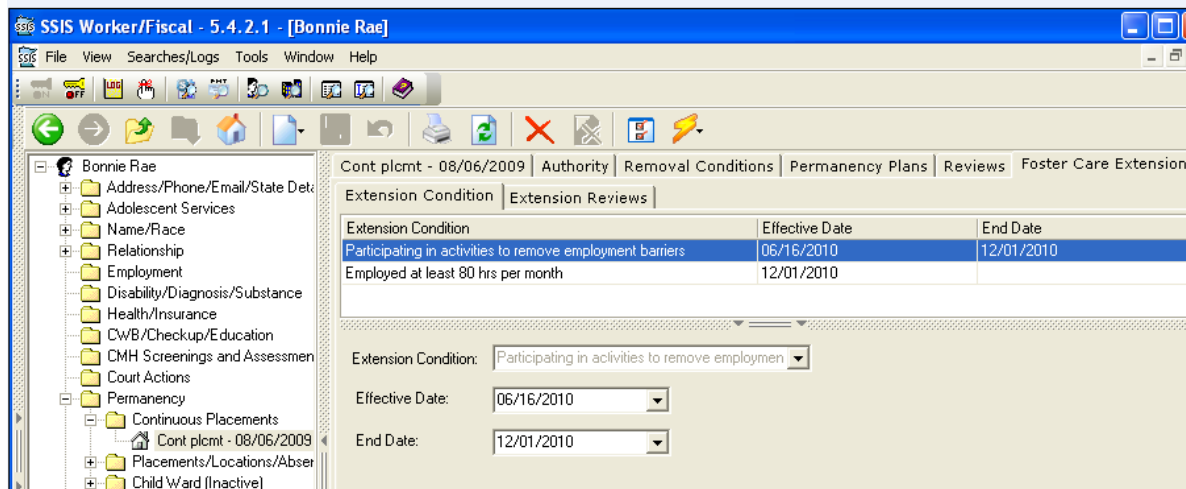 SSIS Worker/Fiscal - 5.4.2.1 - [Bonnie Rae]
File View Searches/Logs Tools Window Help
ON OFF LOG PMT
Bonnie Rae
Address/Phone/Email/State Deta
Adolescent Services
Name/Race
Relationship
Employment
Disability/Diagnosis/Substance
Health/Insurance
CWB/Checkup/Education
CMH Screenings and Assessmen
Court Actions
Permanency
Continuous Placements
Cont plcmt - 08/06/2009
Placements/Locations/Abser
Child Ward (Inactive)
Cont plcmt - 08/06/2009 Authority Removal Conditions Permanency Plans Reviews Foster Care Extension
Extension Condition Extension Reviews
Extension Condition Effective Date End Date
Participating in activities to remove employment barriers 06/16/2010 12/01/2010
Employed at least 80 hrs per month 12/01/2010
Extension Condition: Participating in activities to remove employmen
Effective Date: 06/16/2010
End Date: 12/01/2010